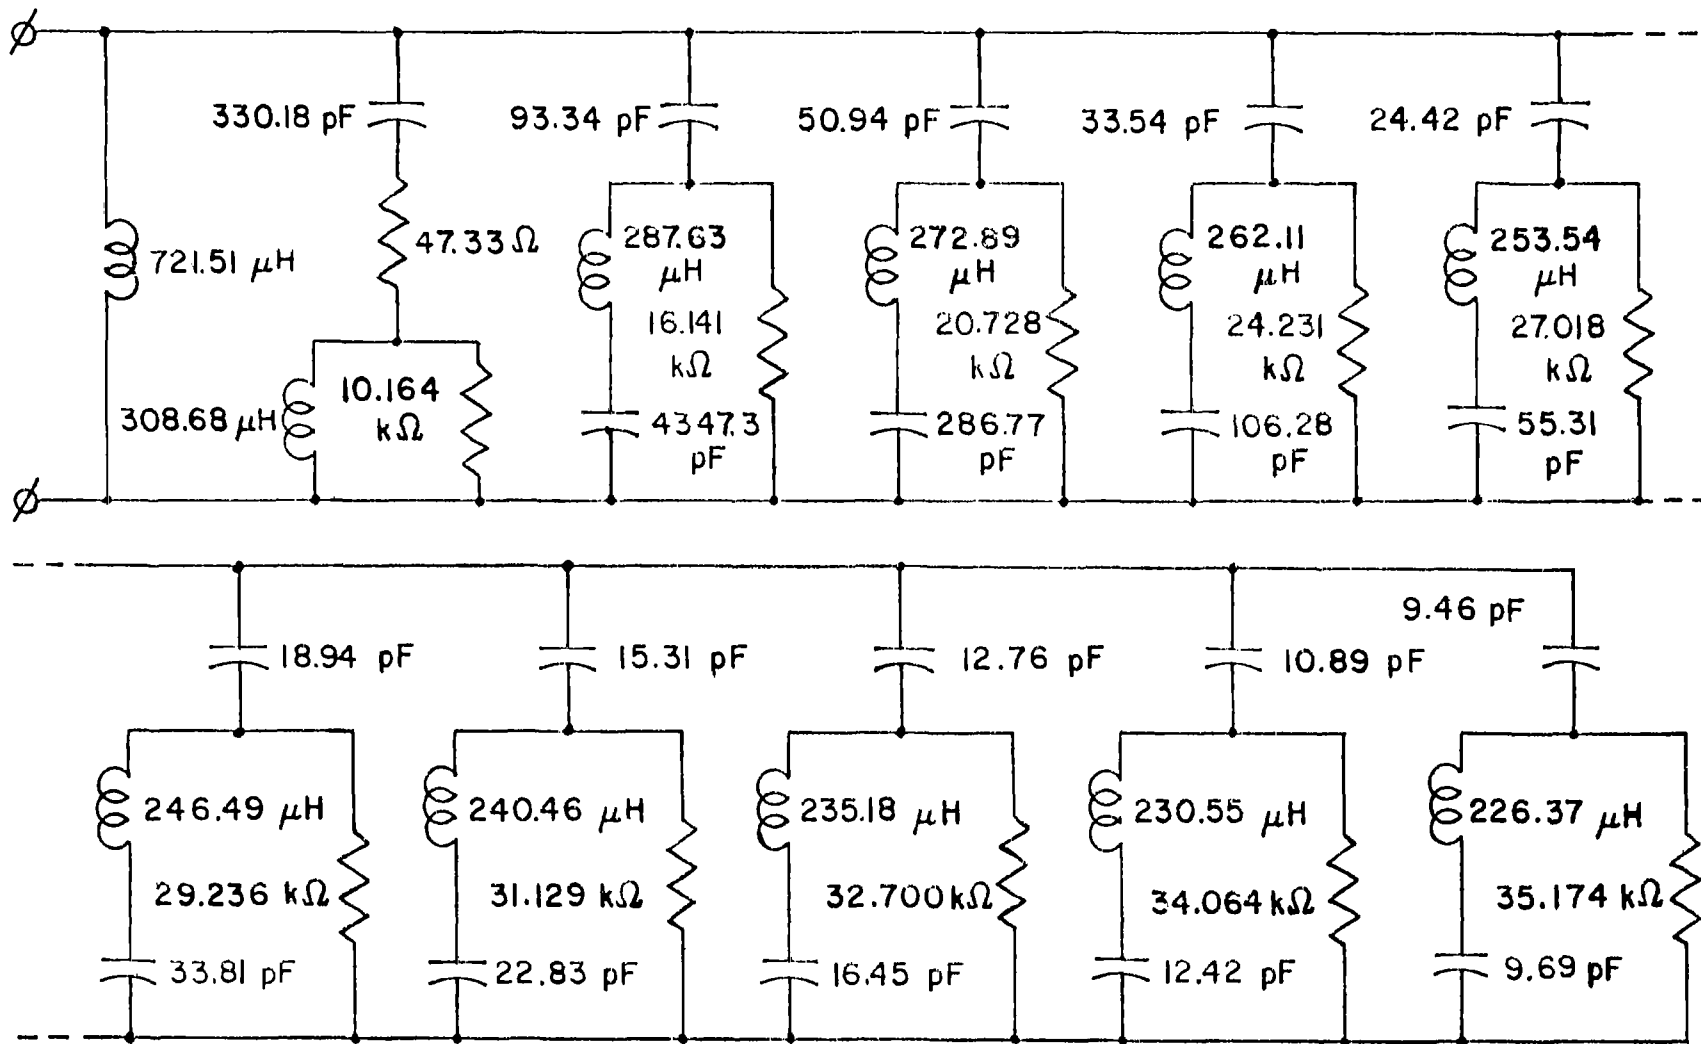 330.18 pF
93.34 pF
50.94 pF
33.54 pF
24.42 pF
721.51 μH
47.33 Ω
287.63
μH
272.89
μH
262.11
μH
253.54
μH
16.141
kΩ
20.728
kΩ
24.231
kΩ
27.018
kΩ
308.68 μH
10.164
kΩ
4347.3
pF
286.77
pF
106.28
pF
55.31
pF
18.94 pF
15.31 pF
12.76 pF
10.89 pF
9.46 pF
246.49 μH
240.46 μH
235.18 μH
230.55 μH
226.37 μH
29.236 kΩ
31.129 kΩ
32.700 kΩ
34.064 kΩ
35.174 kΩ
33.81 pF
22.83 pF
16.45 pF
12.42 pF
9.69 pF